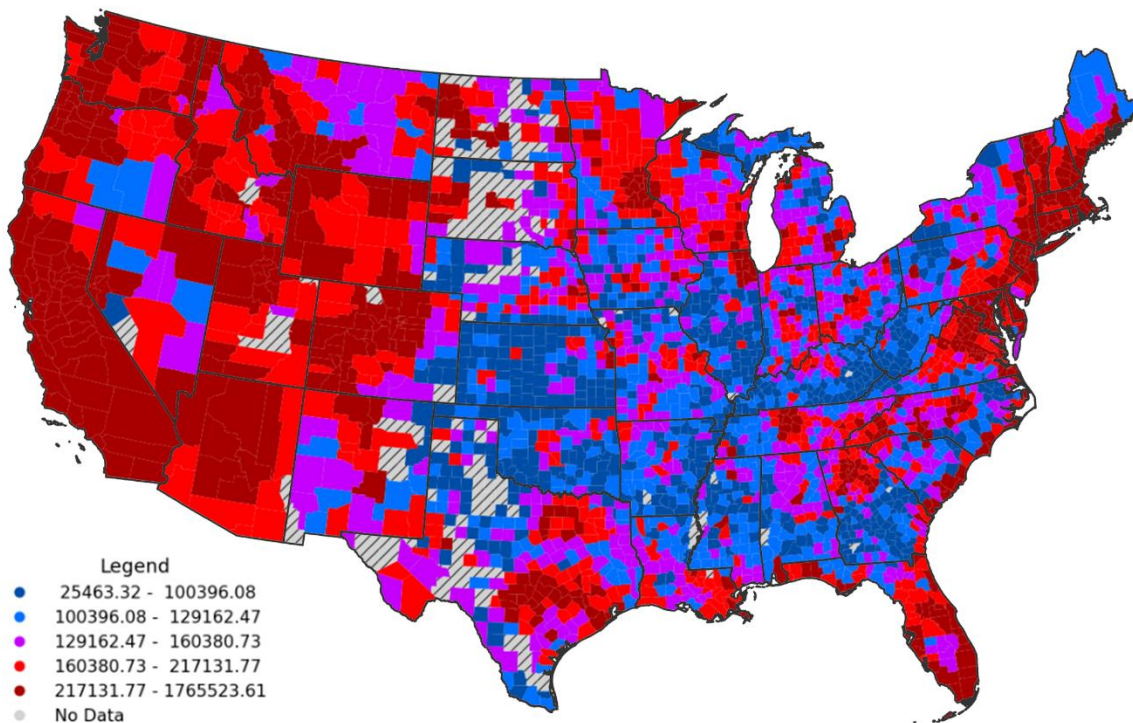 Legend
25463.32 - 100396.08
100396.08 - 129162.47
129162.47 - 160380.73
160380.73 - 217131.77
217131.77 - 1765523.61
No Data